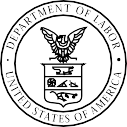 DEPARTMENT OF LABOR
UNITED STATES OF AMERICA